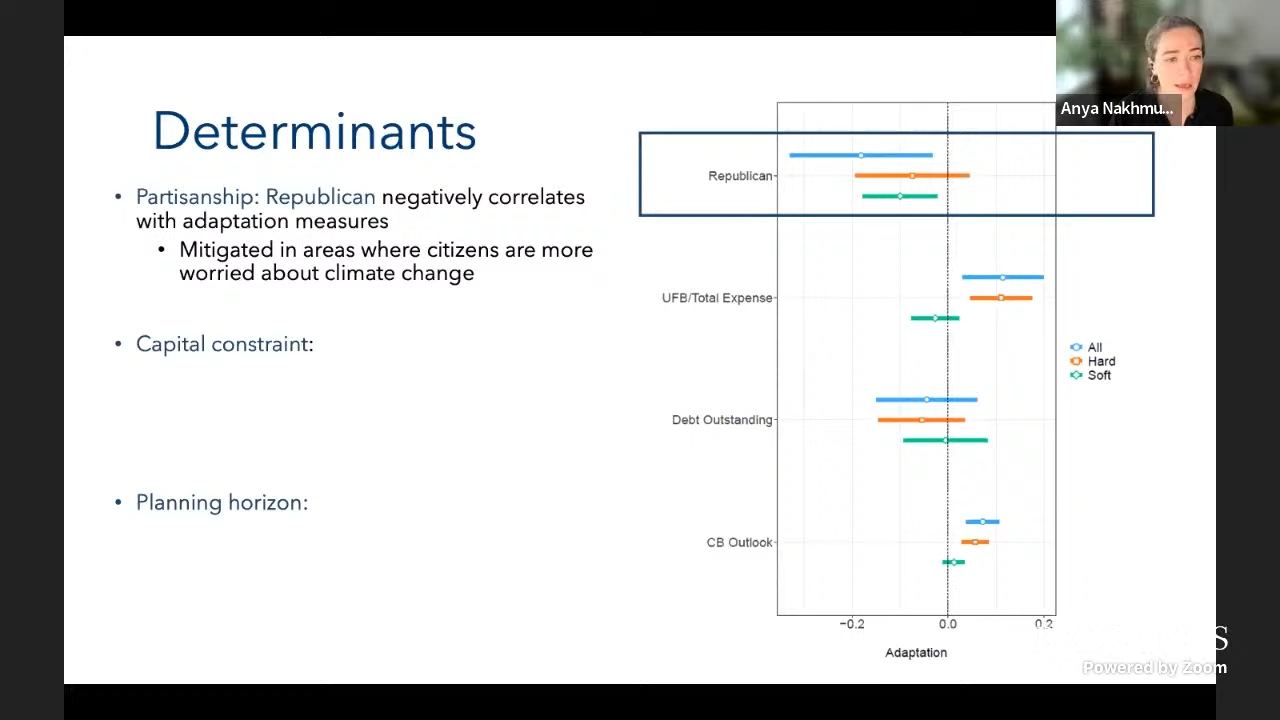 Anya Nakhmu...
Determinants
• Partisanship: Republican negatively correlates
with adaptation measures
• Mitigated in areas where citizens are more
worried about climate change
• Capital constraint:
• Planning horizon:
Republican
UFB/Total Expense
Debt Outstanding
CB Outlook
−0.2
0.0
0.2
Adaptation
All
Hard
Soft
S
Powered by Zoom